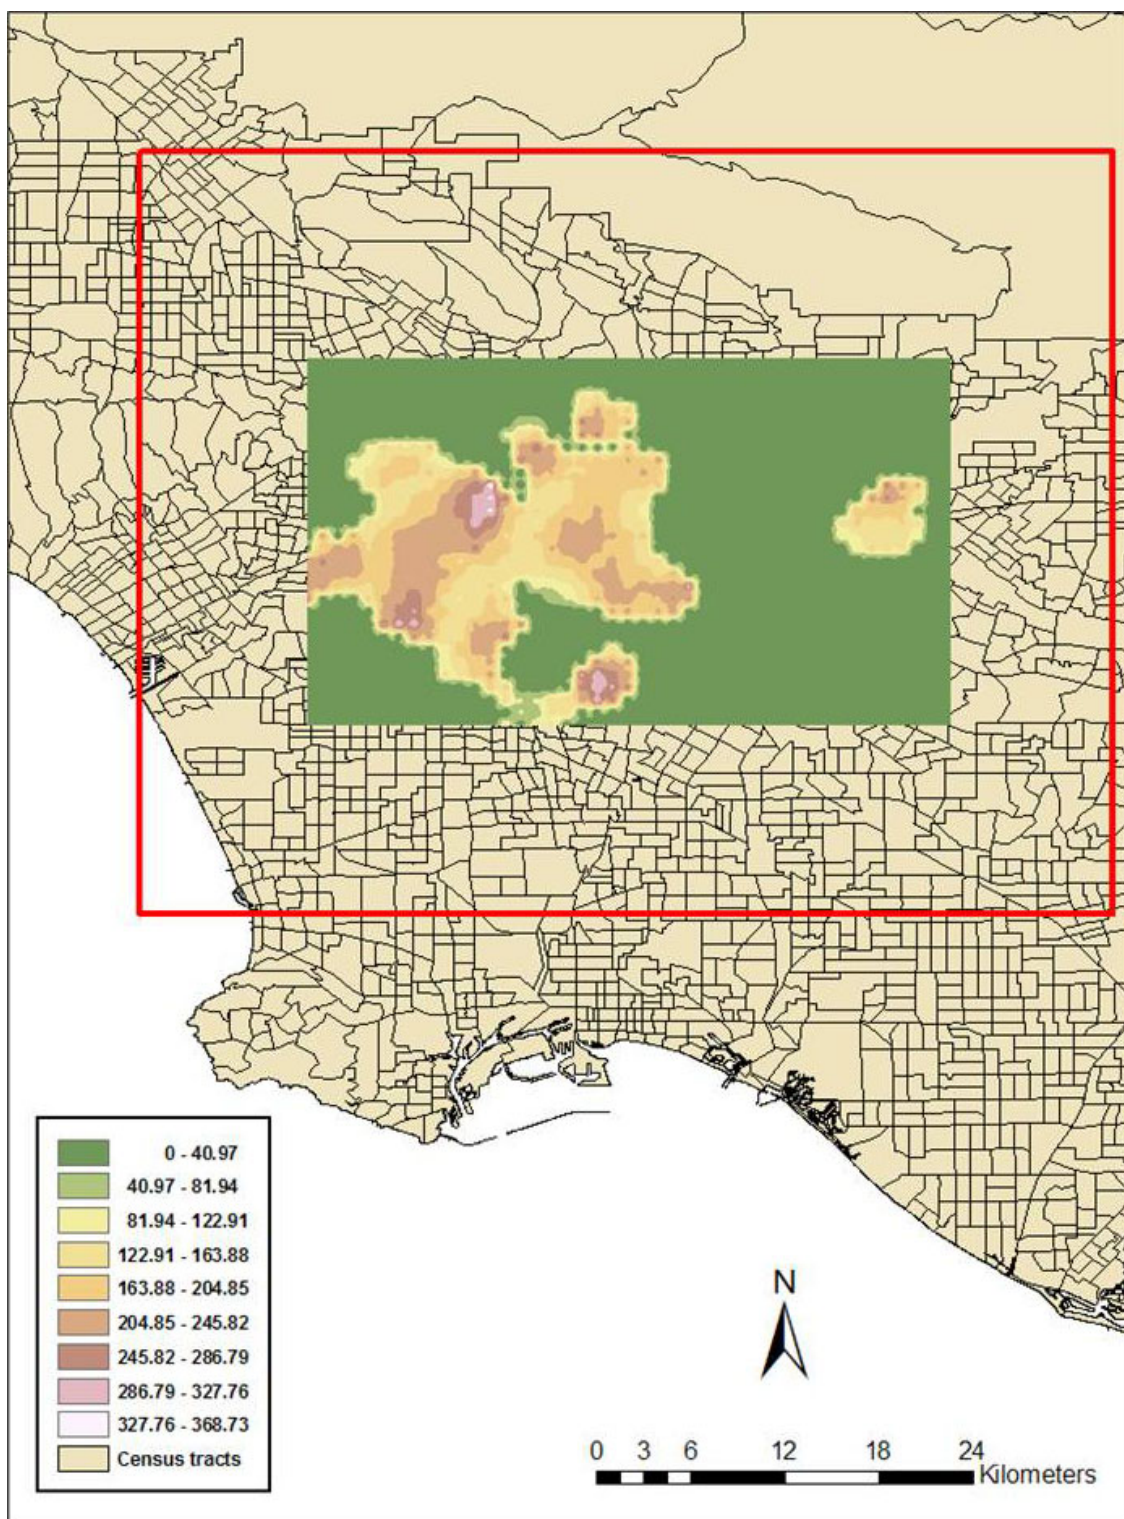 0 - 40.97
40.97 - 81.94
81.94 - 122.91
122.91 - 163.88
163.88 - 204.85
204.85 - 245.82
245.82 - 286.79
286.79 - 327.76
327.76 - 368.73
Census tracts
N
0 3 6 12 18 24
Kilometers